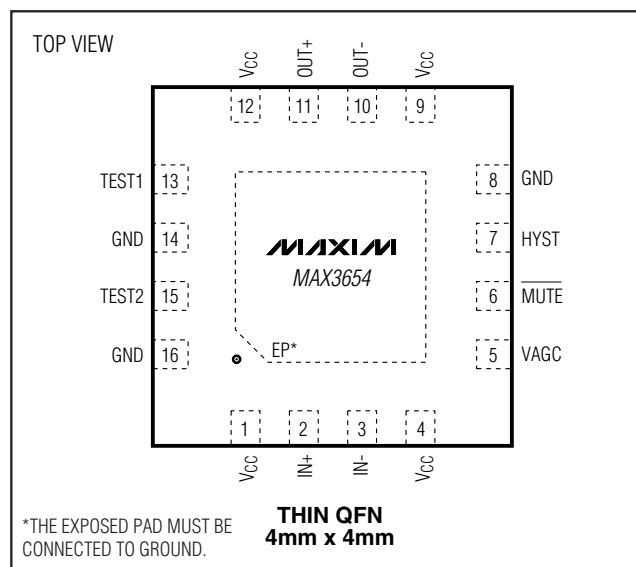 TOP VIEW
VCC
OUT+
OUT-
VCC
12
11
10
9
TEST1
13
8
GND
GND
14
7
HYST
MAXIM
MAX3654
TEST2
15
6
MUTE
GND
16
EP*
5
VAGC
1
2
3
4
VCC
IN+
IN-
VCC
*THE EXPOSED PAD MUST BE
CONNECTED TO GROUND.
THIN QFN
4mm x 4mm